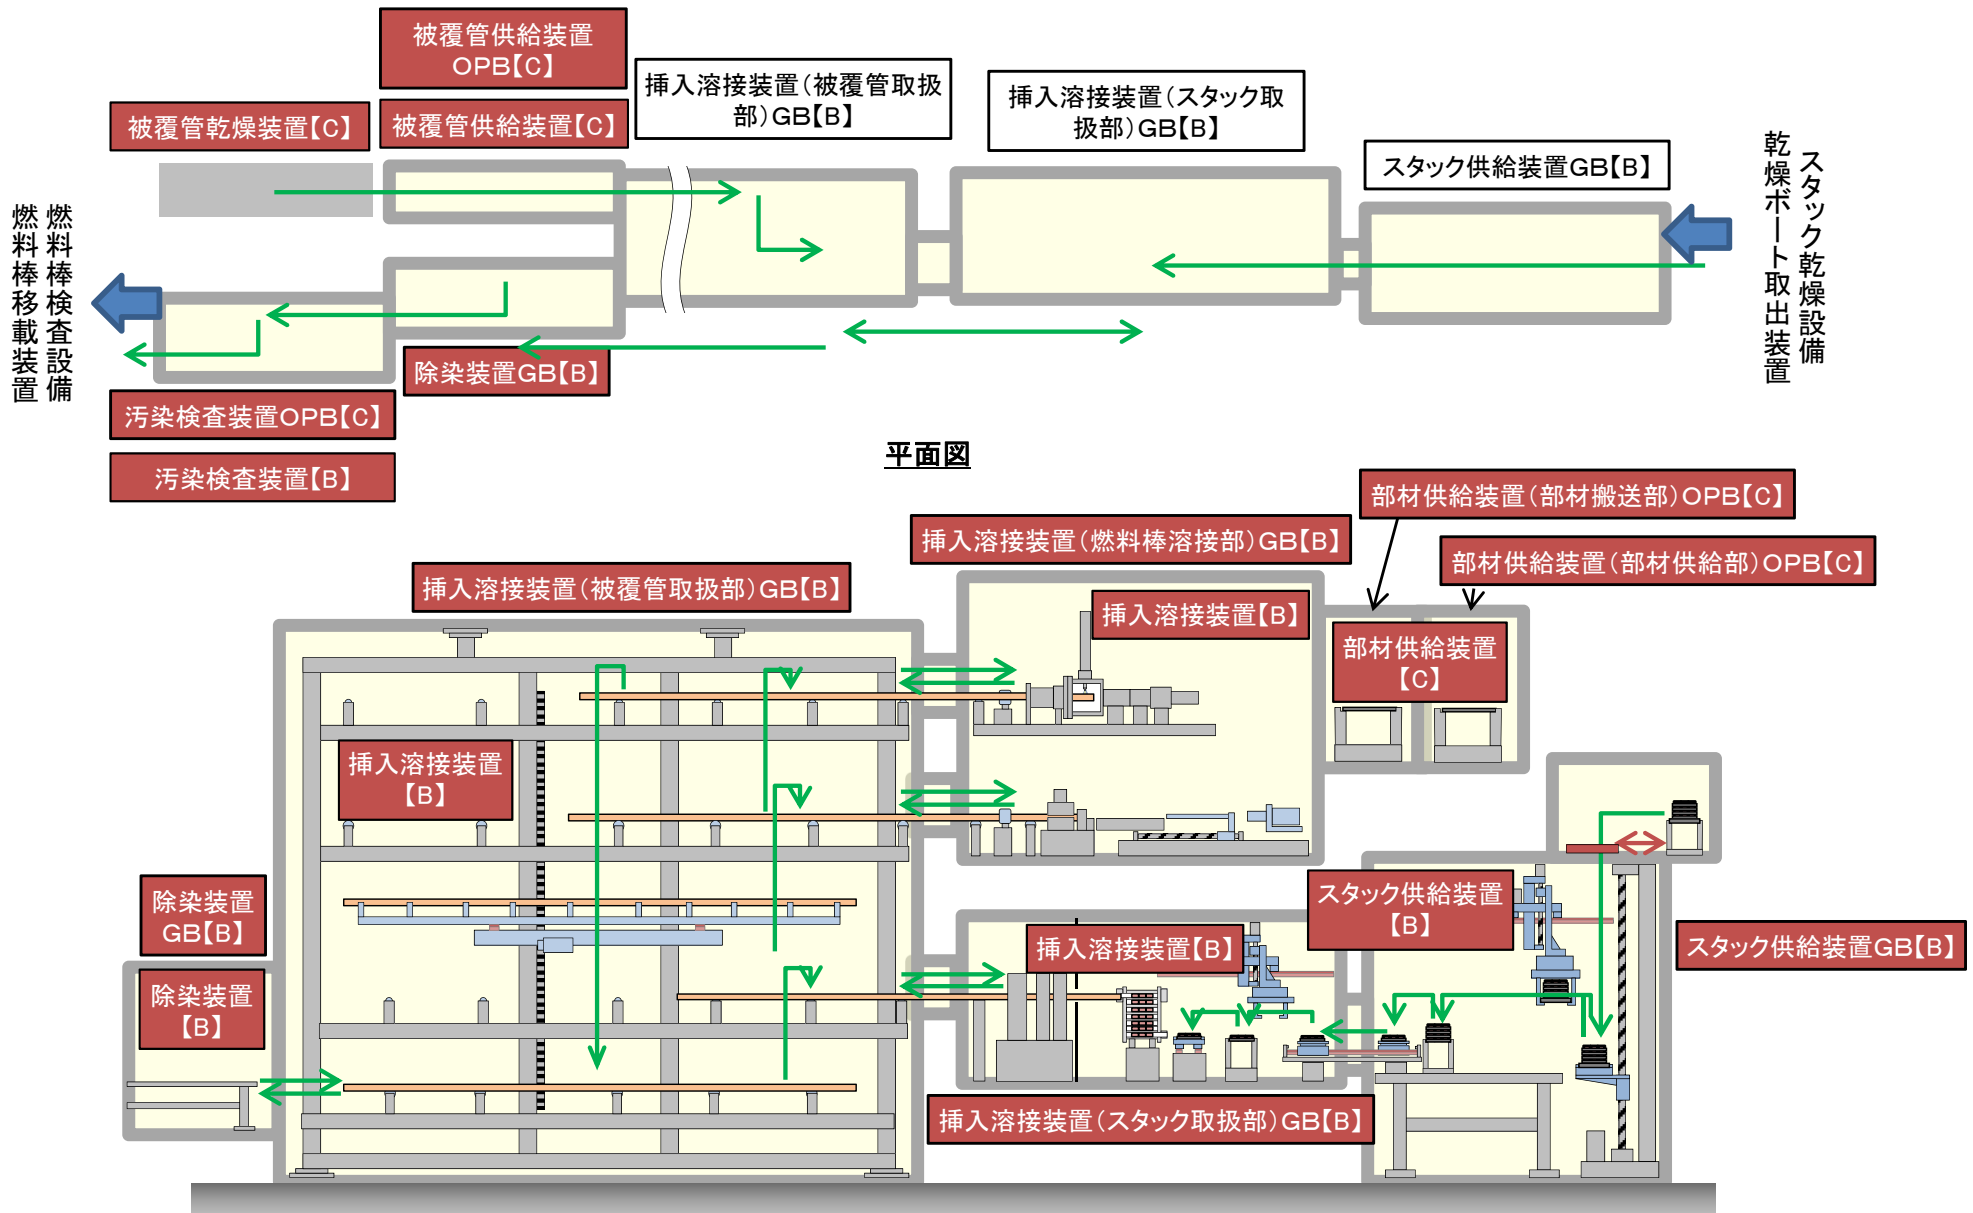 被覆管供給装置
OPB【C】
被覆管乾燥装置【C】
被覆管供給装置【C】
挿入溶接装置(被覆管取扱
部)GB【B】
挿入溶接装置(スタック取
扱部)GB【B】
スタック供給装置GB【B】
スタック乾燥設備
乾燥ボート取出装置
燃料棒検査設備
燃料棒移載装置
除染装置GB【B】
汚染検査装置OPB【C】
汚染検査装置【B】
平面図
部材供給装置(部材搬送部)OPB【C】
挿入溶接装置(燃料棒溶接部)GB【B】
部材供給装置(部材供給部)OPB【C】
挿入溶接装置(被覆管取扱部)GB【B】
挿入溶接装置【B】
部材供給装置
【C】
挿入溶接装置
【B】
除染装置
GB【B】
スタック供給装置
【B】
挿入溶接装置【B】
スタック供給装置GB【B】
除染装置
【B】
挿入溶接装置(スタック取扱部)GB【B】